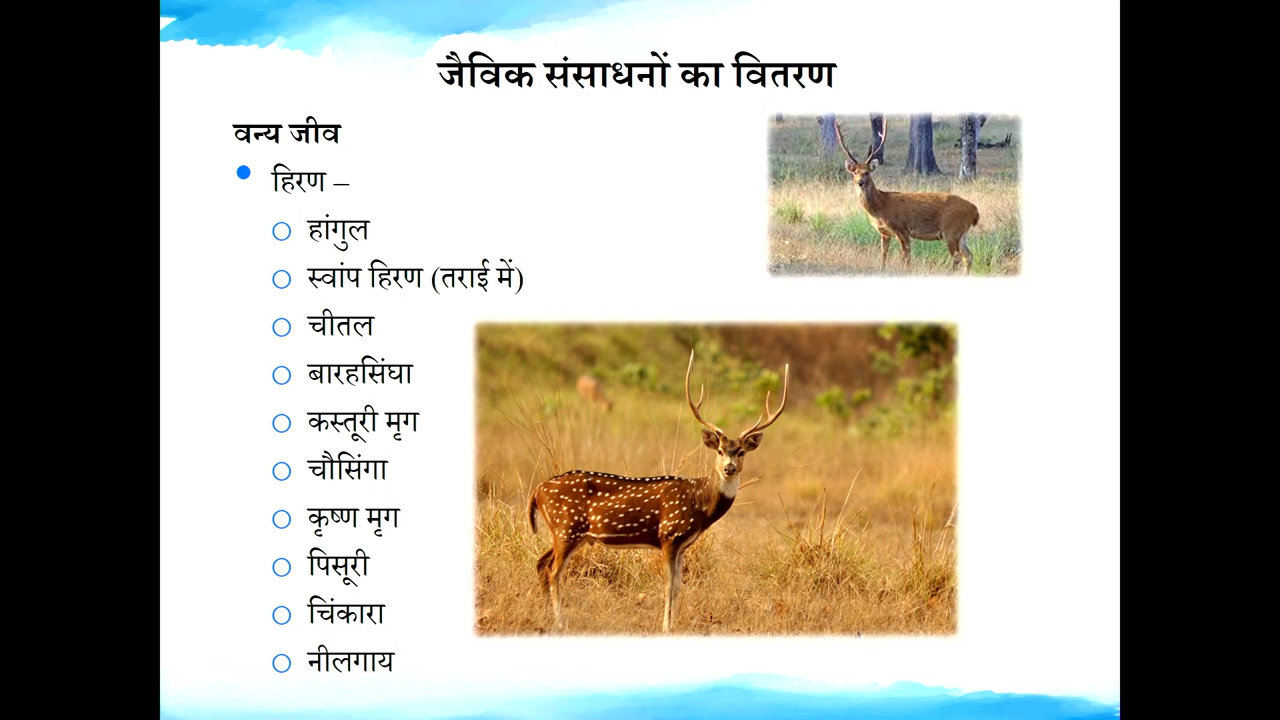 जैविक संसाधनों का वितरण
वन्य जीव
हिरण –
हांगुल
स्वांप हिरण (तराई में)
चीतल
बारहसिंघा
कस्तूरी मृग
चौसिंगा
कृष्ण मृग
पिसूरी
चिंकारा
नीलगाय